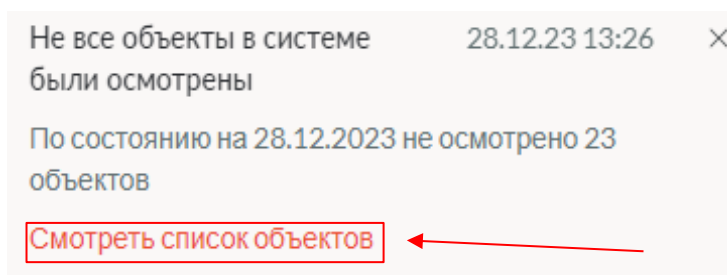 Не все объекты в системе 28.12.23 13:26
были осмотрены
По состоянию на 28.12.2023 не осмотрено 23
объектов
Смотреть список объектов